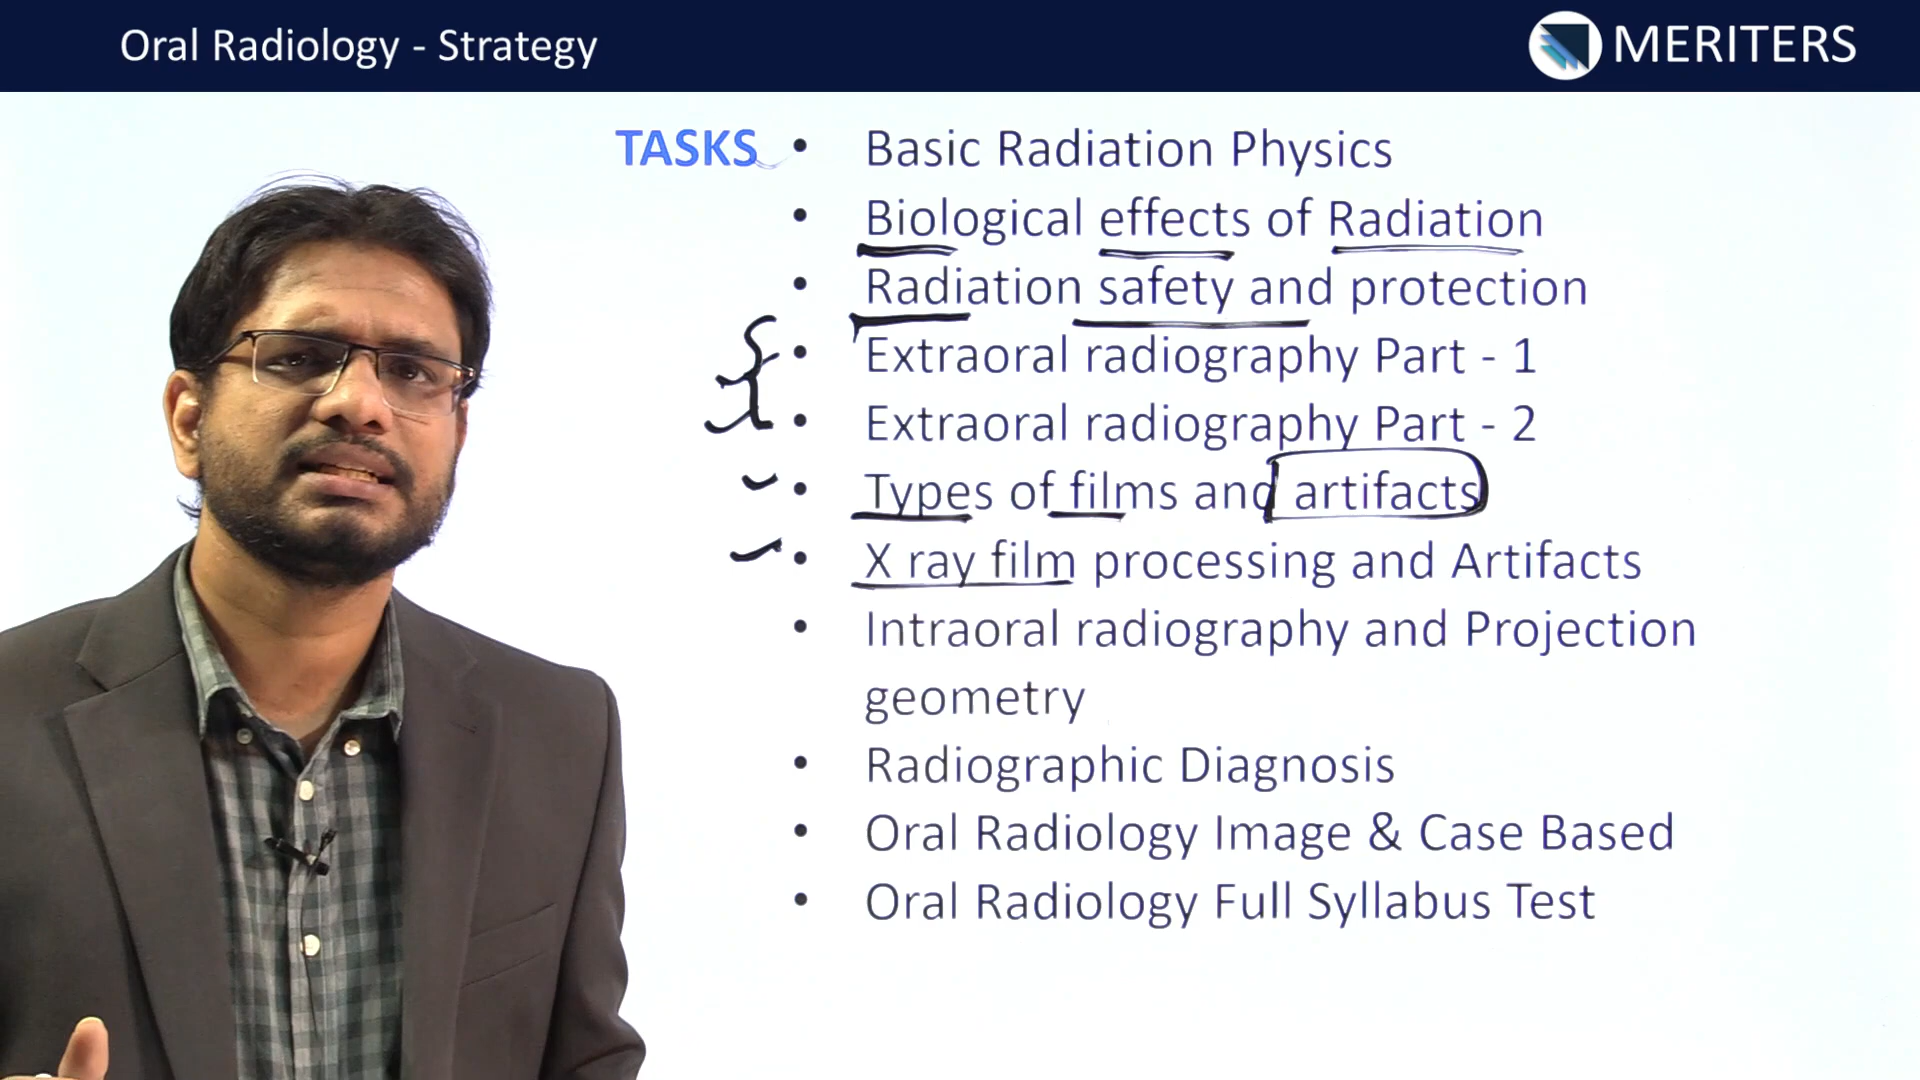 Oral Radiology - Strategy
MERITERS
TASKS
• Basic Radiation Physics
• Biological effects of Radiation
• Radiation safety and protection
• Extraoral radiography Part - 1
• Extraoral radiography Part - 2
• Types of films and artifacts
• X ray film processing and Artifacts
• Intraoral radiography and Projection
geometry
• Radiographic Diagnosis
• Oral Radiology Image & Case Based
• Oral Radiology Full Syllabus Test